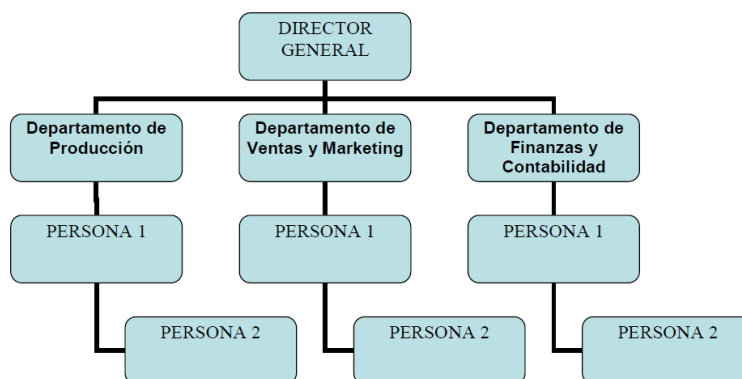 DIRECTOR
GENERAL
Departamento de
Producción
Departamento de
Ventas y Marketing
Departamento de
Finanzas y
Contabilidad
PERSONA 1
PERSONA 1
PERSONA 1
PERSONA 2
PERSONA 2
PERSONA 2